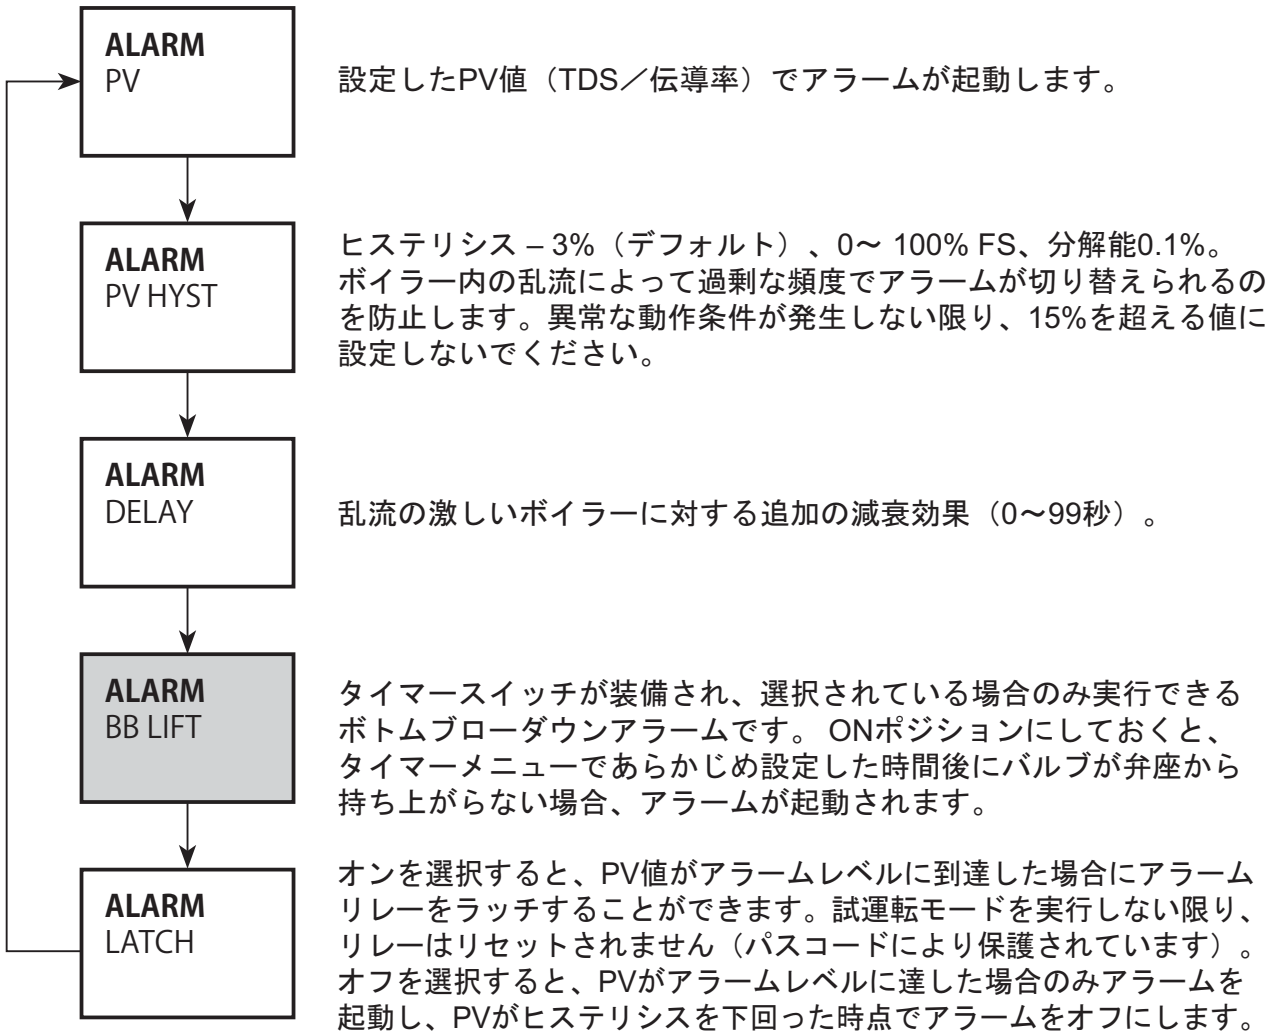 ALARM
PV
設定したPV値（TDS／伝導率）でアラームが起動します。
ALARM
PV HYST
ヒステリシス – 3%（デフォルト）、0～ 100% FS、分解能0.1%。
ボイラー内の乱流によって過剰な頻度でアラームが切り替えられるの
を防止します。異常な動作条件が発生しない限り、15%を超える値に
設定しないでください。
ALARM
DELAY
乱流の激しいボイラーに対する追加の減衰効果（0～99秒）。
ALARM
BB LIFT
タイマースイッチが装備され、選択されている場合のみ実行できる
ボトムブローダウンアラームです。 ONポジションにしておくと、
タイマーメニューであらかじめ設定した時間後にバルブが弁座から
持ち上がらない場合、アラームが起動されます。
ALARM
LATCH
オンを選択すると、PV値がアラームレベルに到達した場合にアラーム
リレーをラッチすることができます。試運転モードを実行しない限り、
リレーはリセットされません（パスコードにより保護されています）。
オフを選択すると、PVがアラームレベルに達した場合のみアラームを
起動し、PVがヒステリシスを下回った時点でアラームをオフにします。